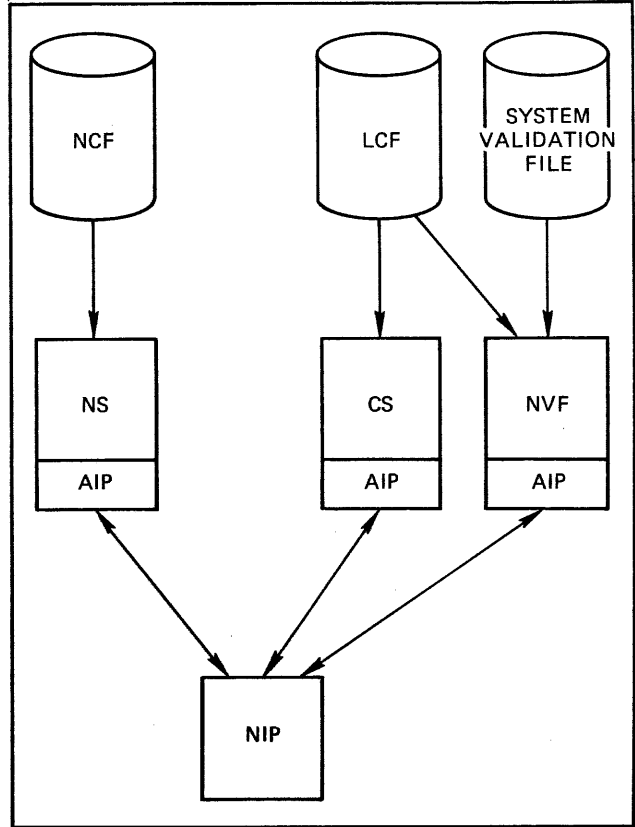 NCF
LCF
SYSTEM
VALIDATION
FILE
NS
CS
NVF
AIP
AIP
AIP
NIP